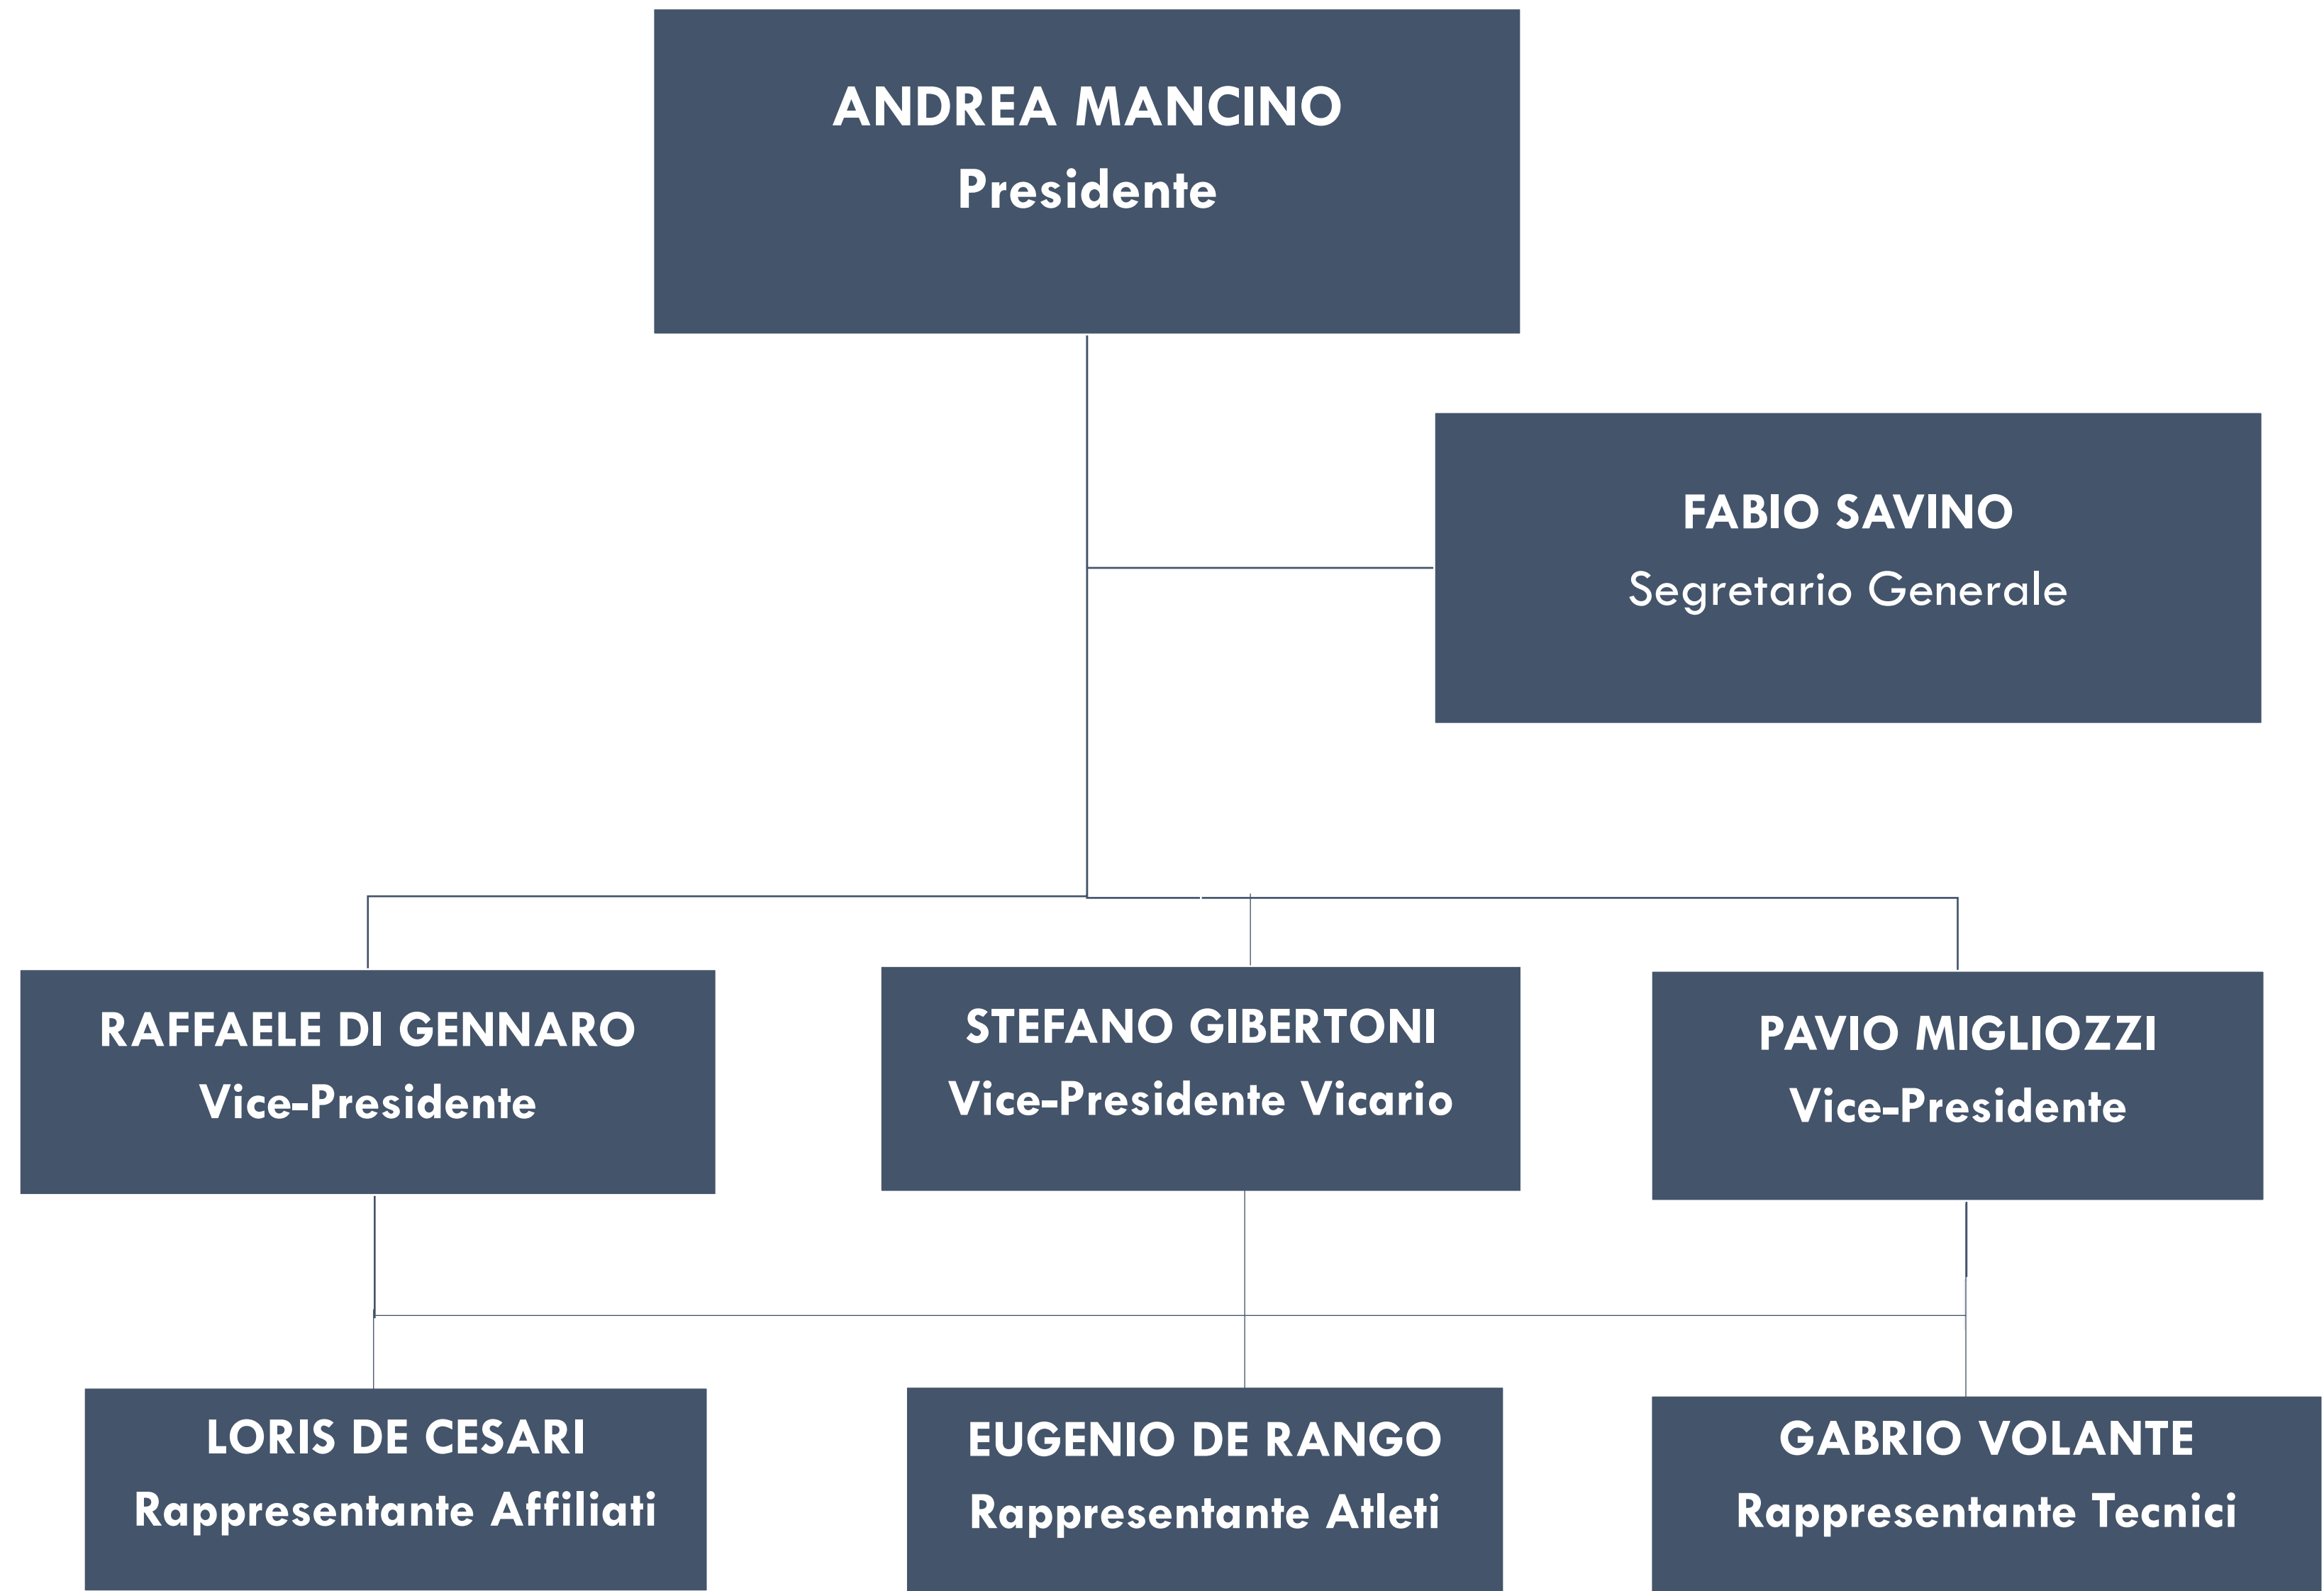 ANDREA MANCINO
Presidente
FABIO SAVINO
Segretario Generale
RAFFAELE DI GENNARO
Vice-Presidente
STEFANO GIBERTONI
Vice-Presidente Vicario
PAVIO MIGLIOZZI
Vice-Presidente
LORIS DE CESARI
Rappresentante Affiliati
EUGENIO DE RANGO
Rappresentante Atleti
GABRIO VOLANTE
Rappresentante Tecnici